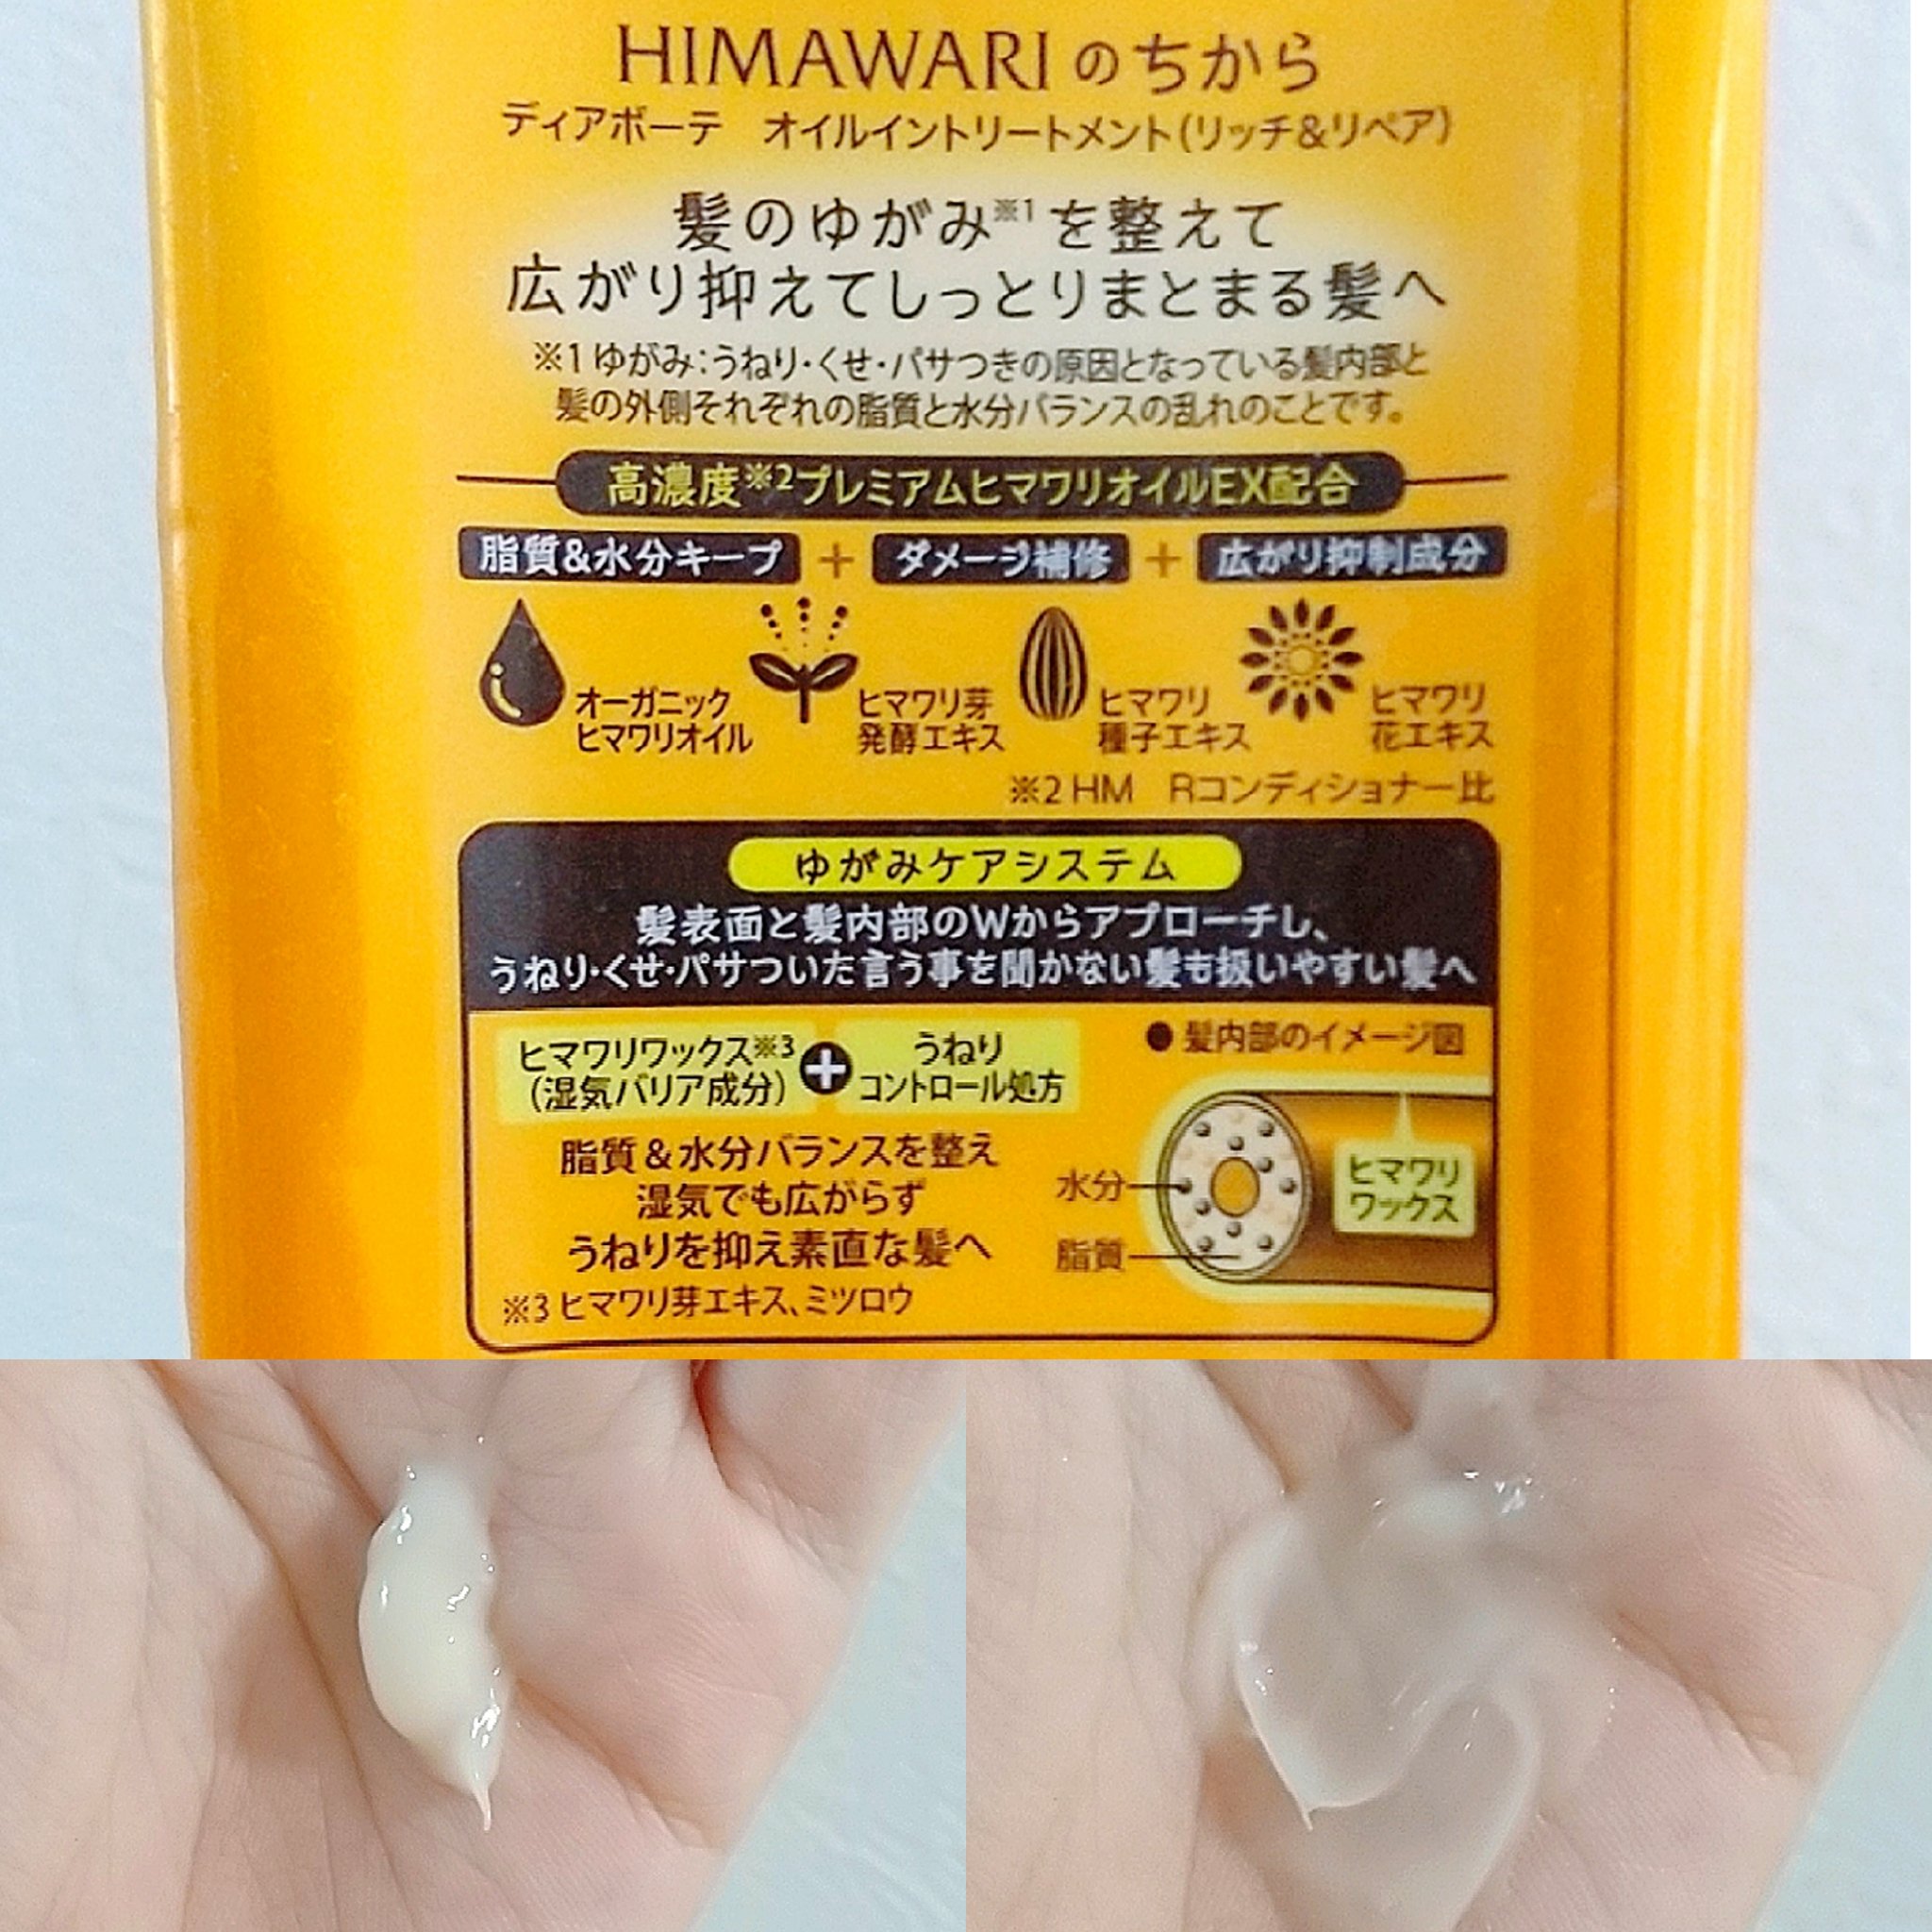 HIMAWARIのちから
ディアボーテ オイルイントリートメント(リッチ&リペア)
髪のゆがみ※1を整えて
広がり抑えてしっとりまとまる髪へ
※1 ゆがみ:うねり・くせ・パサつきの原因となっている髪内部と
髪の外側それぞれの脂質と水分バランスの乱れのことです。
高濃度※2プレミアムヒマワリオイルEX配合
脂質&水分キープ + ダメージ補修 + 広がり抑制成分
オーガニック
ヒマワリオイル
ヒマワリ芽
発酵エキス
ヒマワリ
種子エキス
ヒマワリ
花エキス
※2 HM Rコンディショナー比
ゆがみケアシステム
髪表面と髪内部のWからアプローチし、
うねり・くせ・パサついた言う事を聞かない髪も扱いやすい髪へ
ヒマワリワックス※3
(湿気バリア成分)
+
うねり
コントロール処方
脂質&水分バランスを整え
湿気でも広がらず
うねりを抑え素直な髪へ
※3 ヒマワリ芽エキス、ミツロウ
●髪内部のイメージ図
水分
脂質
ヒマワリ
ワックス